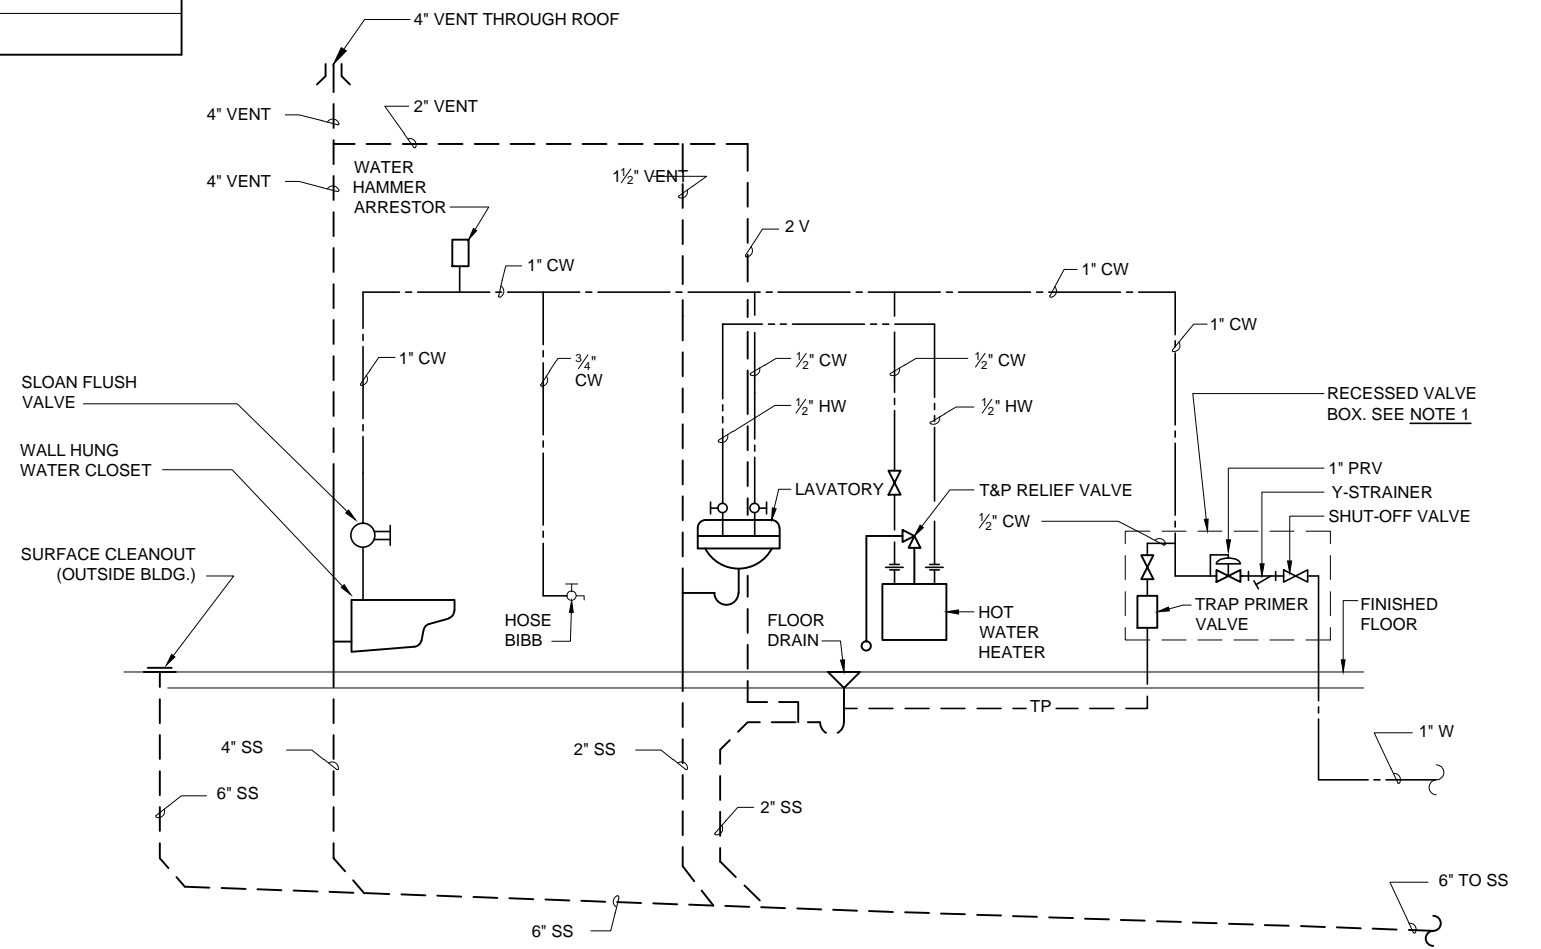 4" VENT THROUGH ROOF
4" VENT
2" VENT
4" VENT
WATER
HAMMER
ARRESTOR
1½" VENT
2 V
1" CW
1" CW
1" CW
1" CW
¾"
CW
½" CW
½" CW
½" HW
½" HW
SLOAN FLUSH
VALVE
WALL HUNG
WATER CLOSET
SURFACE CLEANOUT
(OUTSIDE BLDG.)
LAVATORY
T&P RELIEF VALVE
½" CW
RECESSED VALVE
BOX. SEE NOTE 1
1" PRV
Y-STRAINER
SHUT-OFF VALVE
HOSE
BIBB
FLOOR
DRAIN
HOT
WATER
HEATER
TRAP PRIMER
VALVE
FINISHED
FLOOR
TP
4" SS
2" SS
1" W
6" SS
2" SS
6" SS
6" TO SS